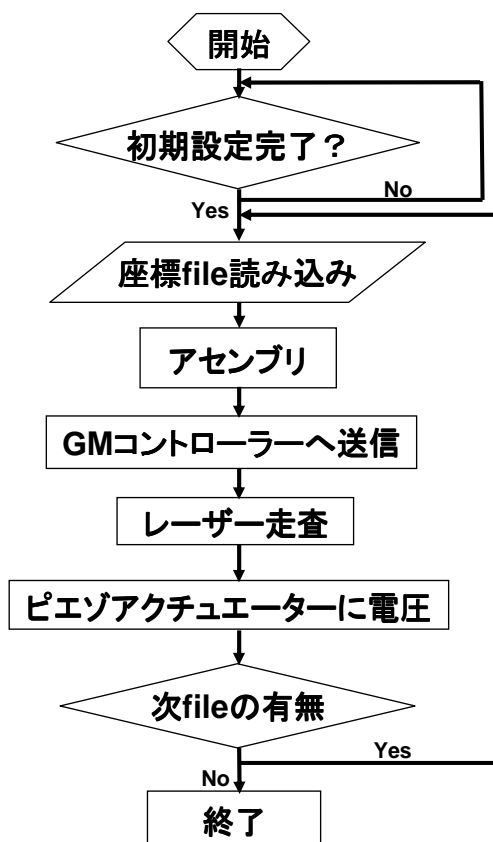 開始
初期設定完了？
No
Yes
座標file読み込み
アセンブリ
GMコントローラーへ送信
レーザー走査
ピエゾアクチュエーターに電圧
次fileの有無
Yes
No
終了